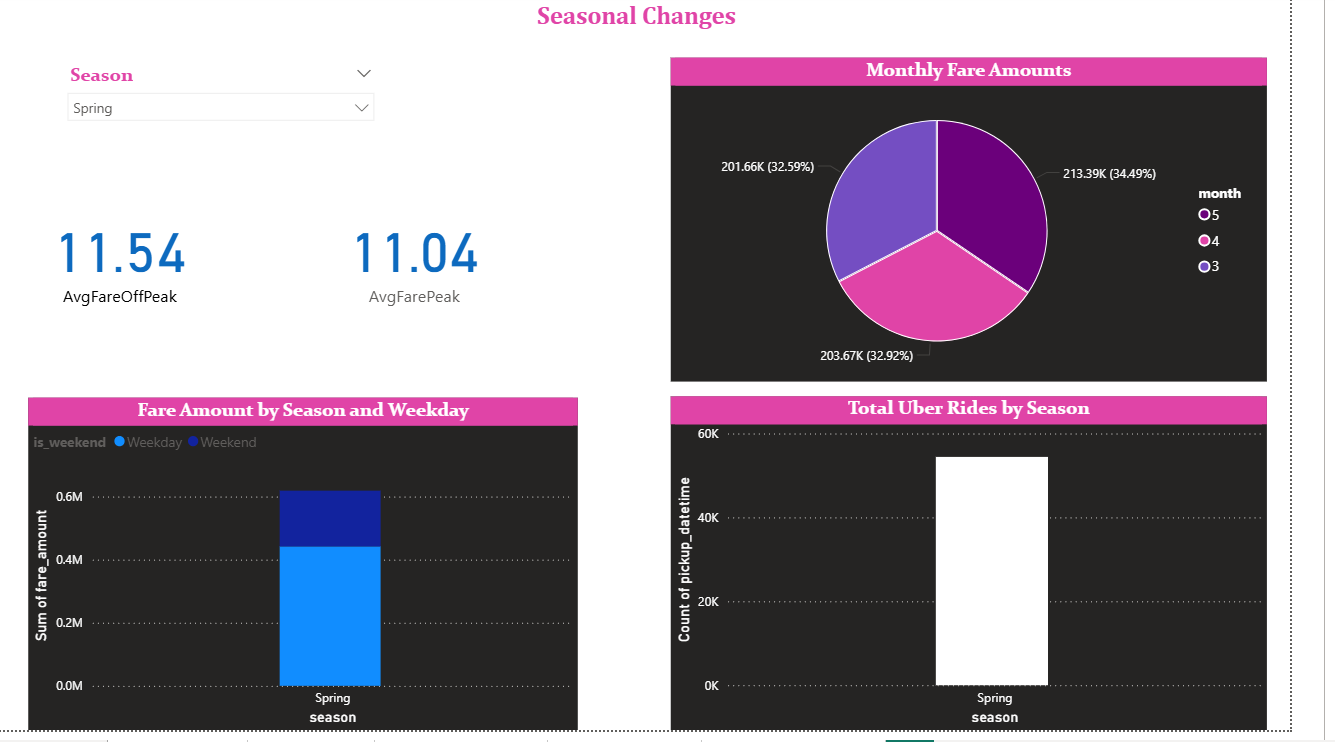 Seasonal Changes
Season
Spring
11.54
AvgFareOffPeak
11.04
AvgFarePeak
Monthly Fare Amounts
201.66K (32.59%)
213.39K (34.49%)
203.67K (32.92%)
month
5
4
3
Fare Amount by Season and Weekday
is_weekend Weekday Weekend
Sum of fare_amount
0.6M
0.4M
0.2M
0.0M
Spring
season
Total Uber Rides by Season
Count of pickup_datetime
60K
40K
20K
0K
Spring
season